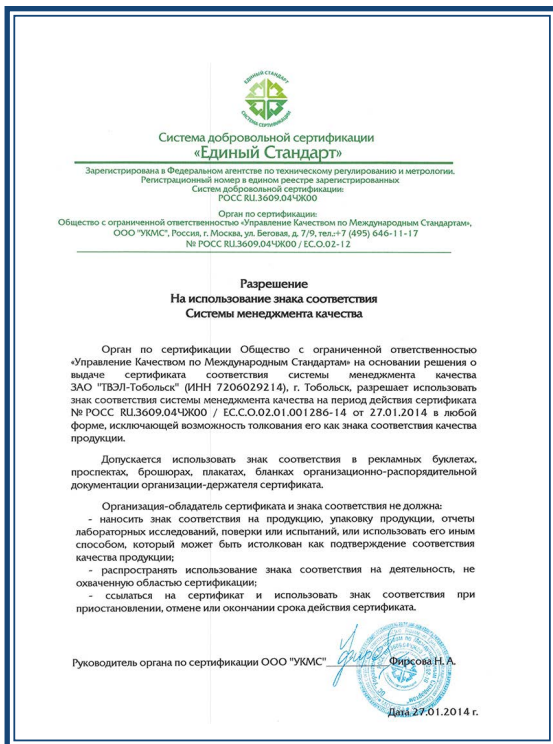 ЕДИНЫЙ СТАНДАРТ
СИСТЕМА СЕРТИФИКАЦИИ
Система добровольной сертификации
«Единый Стандарт»
Зарегистрирована в Федеральном агентстве по техническому регулированию и метрологии.
Регистрационный номер в едином реестре зарегистрированных
Систем добровольной сертификации:
РОСС RU.З609.04ЧЖ00
Орган по сертификации:
Общество с ограниченной ответственностью «Управление Качеством по Международным Стандартам»,
ООО "УКМС", Россия, г. Москва, ул. Беговая, д. 7/9, тел.:+7 (495) 646-11-17
№ РОСС RU.З609.04ЧЖ00 / ЕС.О.02-12
Разрешение
На использование знака соответствия
Системы менеджмента качества
Орган по сертификации Общество с ограниченной ответственностью
«Управление Качеством по Международным Стандартам» на основании решения о
выдаче сертификата соответствия системы менеджмента качества
ЗАО "ТВЭЛ-Тобольск" (ИНН 7206029214), г. Тобольск, разрешает использовать
знак соответствия системы менеджмента качества на период действия сертификата
№ РОСС RU.З609.04ЧЖ00 / ЕС.С.О.02.01.001286-14 от 27.01.2014 в любой
форме, исключающей возможность толкования его как знака соответствия качества
продукции.
Допускается использовать знак соответствия в рекламных буклетах,
проспектах, брошюрах, плакатах, бланках организационно-распорядительной
документации организации-держателя сертификата.
Организация-обладатель сертификата и знака соответствия не должна:
- наносить знак соответствия на продукцию, упаковку продукции, отчеты
лабораторных исследований, поверки или испытаний, или использовать его иным
способом, который может быть истолкован как подтверждение соответствия
качества продукции;
- распространять использование знака соответствия на деятельность, не
охваченную областью сертификации;
- ссылаться на сертификат и использовать знак соответствия при
приостановлении, отмене или окончании срока действия сертификата.
Руководитель органа по сертификации ООО "УКМС" Фирсова Н. А.
Дата 27.01.2014 г.